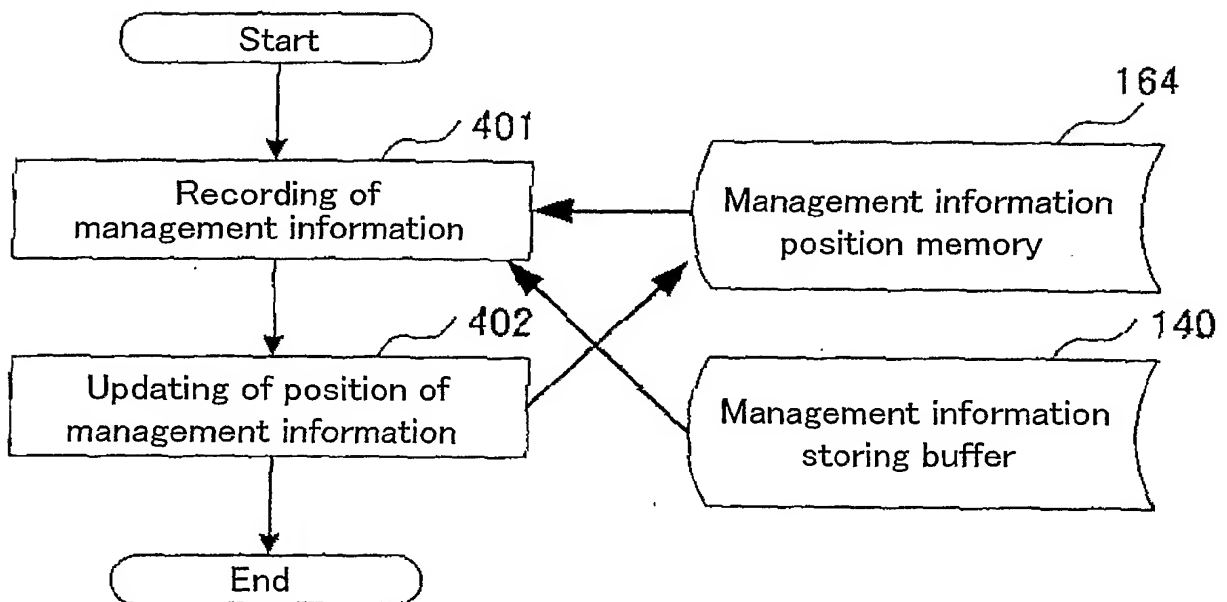 Start
164
401
Recording of
management information
Management information
position memory
402
140
Updating of position of
management information
Management information
storing buffer
End